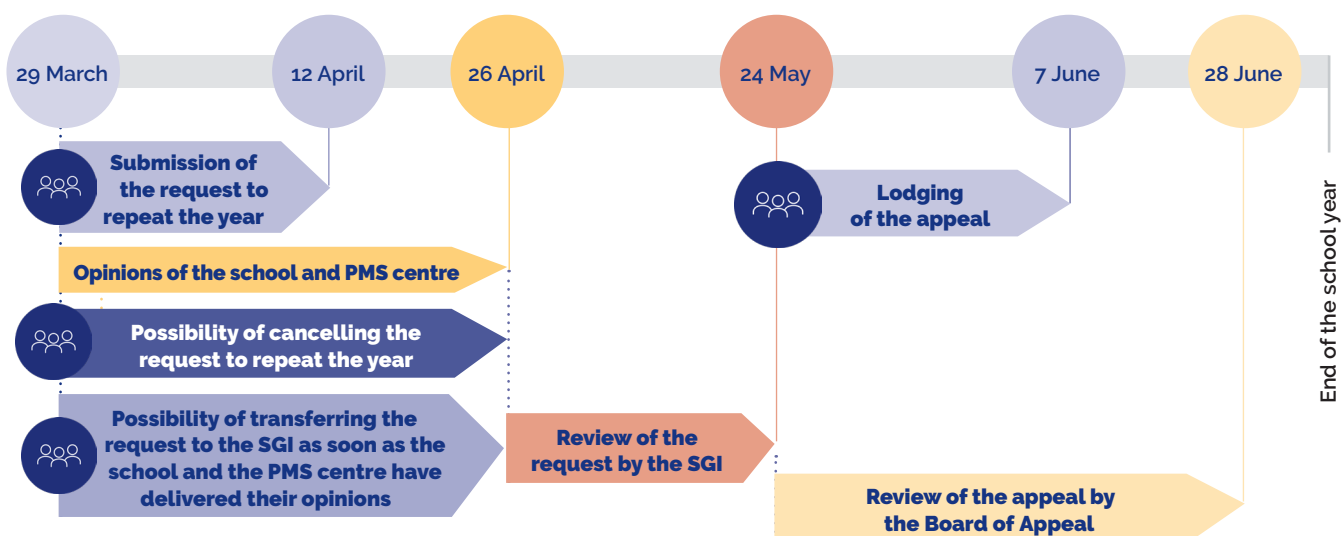 29 March
12 April
26 April
24 May
7 June
28 June
Submission of
the request to
repeat the year
Lodging
of the appeal
Opinions of the school and PMS centre
Possibility of cancelling the
request to repeat the year
Possibility of transferring the
request to the SGI as soon as the
school and the PMS centre have
delivered their opinions
Review of the
request by the SGI
Review of the appeal by
the Board of Appeal
End of the school year